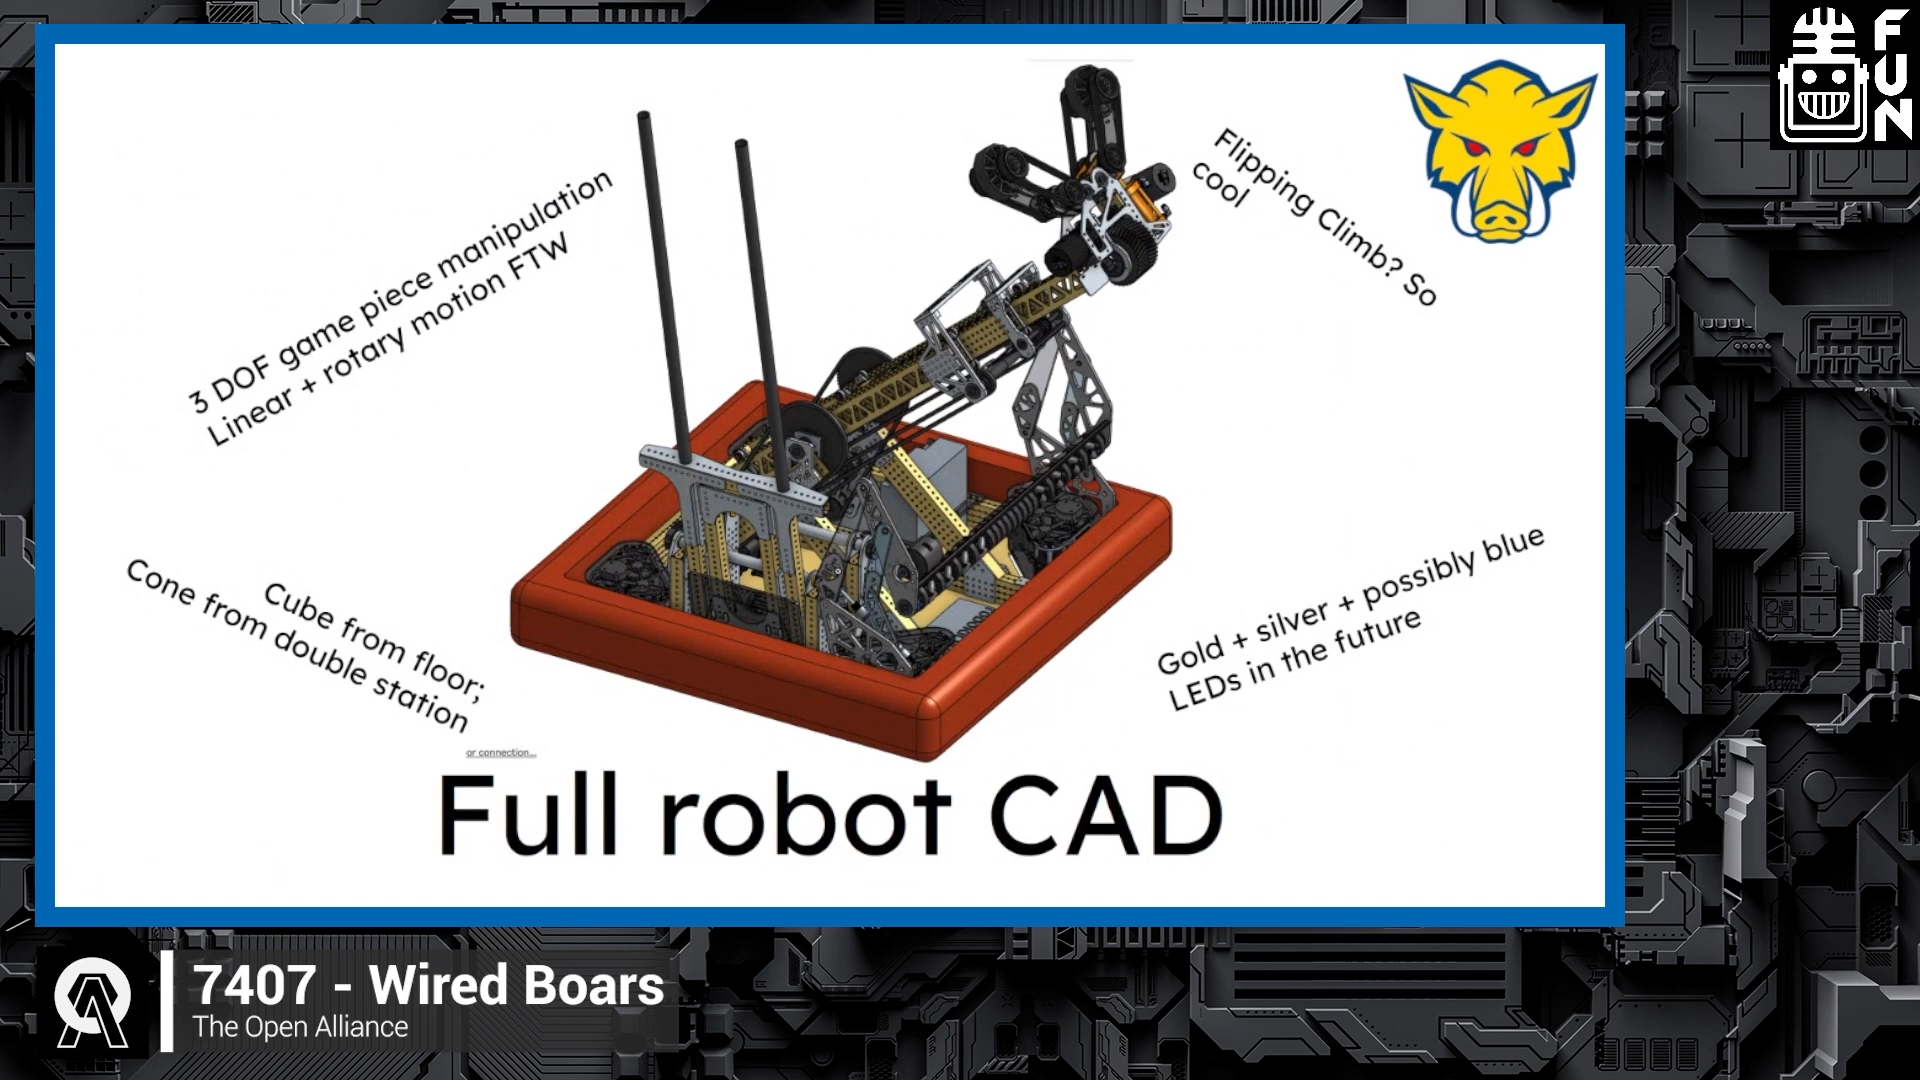 FUN
3 DOF game piece manipulation
Linear + rotary motion FTW
Flipping Climb? So
cool
Cube from floor;
Cone from double station
Gold + silver + possibly blue
LEDs in the future
or connection...
Full robot CAD
7407 - Wired Boars
The Open Alliance